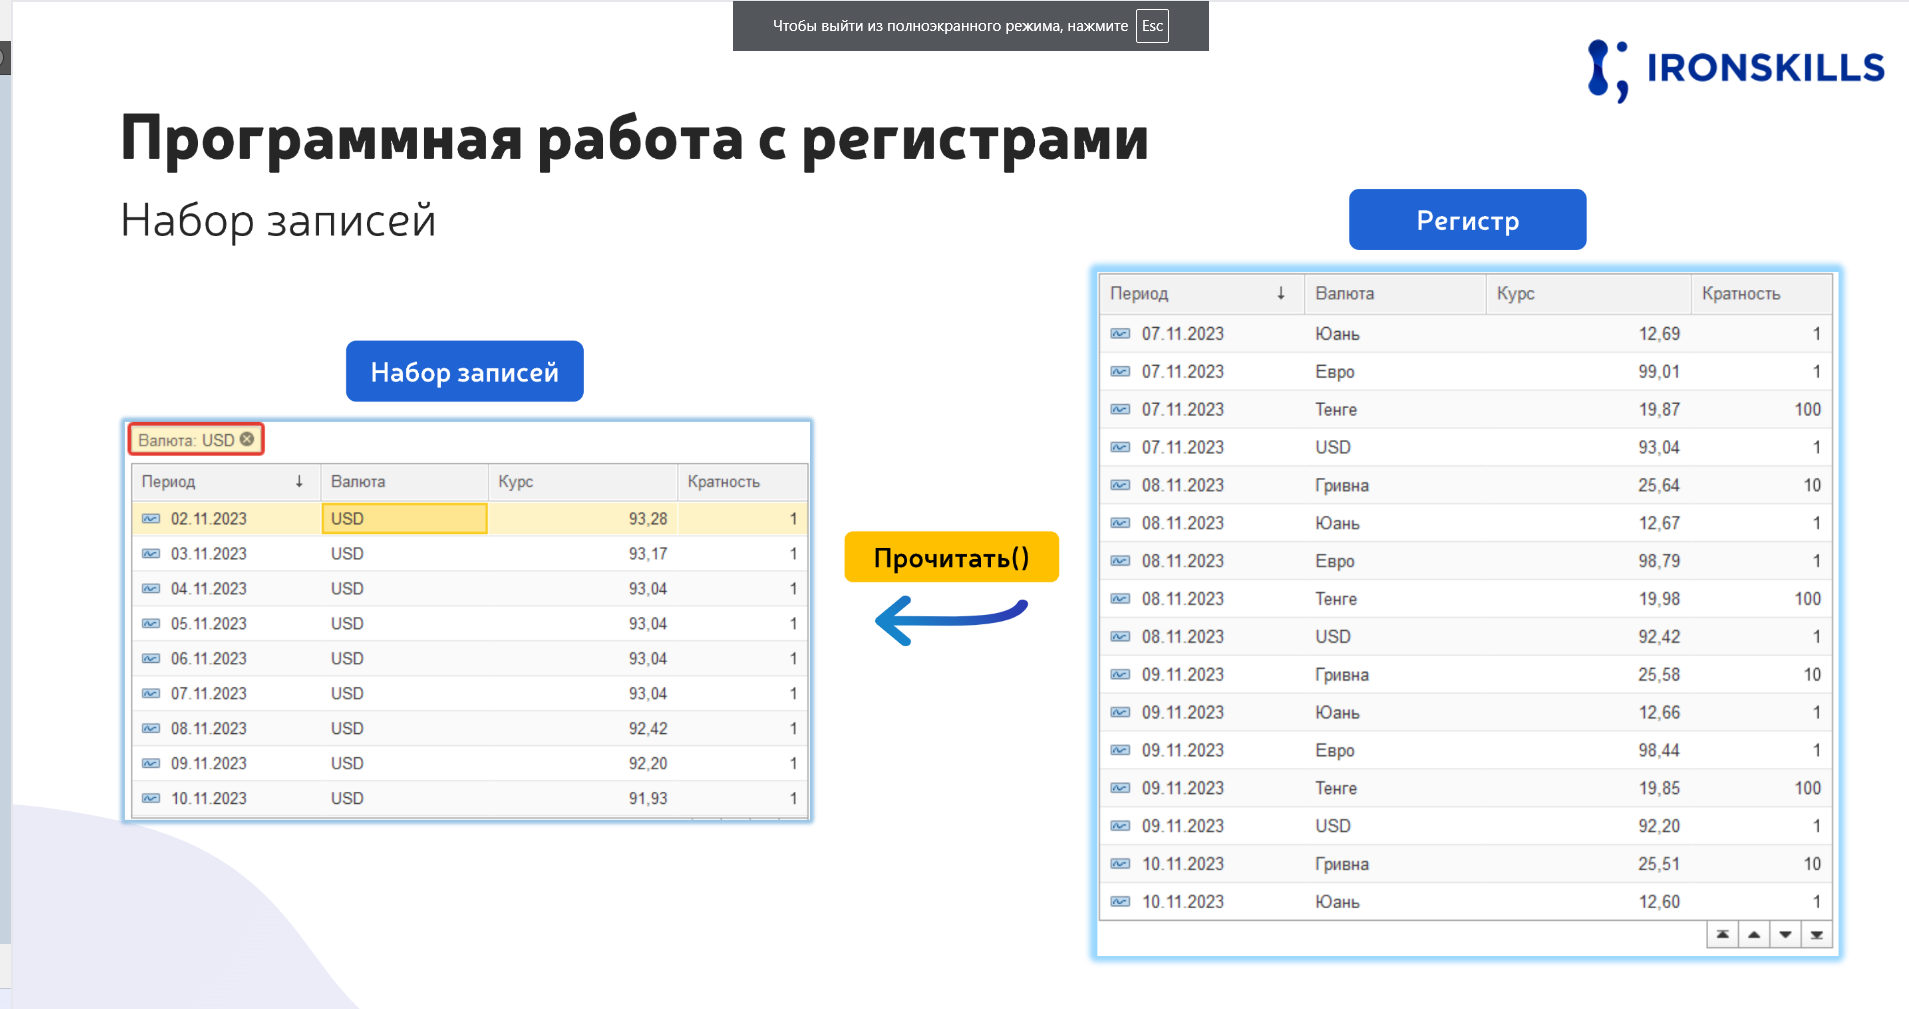 Чтобы выйти из полноэкранного режима, нажмите Esc
IRONSKILLS
Программная работа с регистрами
Набор записей
Регистр
Набор записей
Валюта: USD
Период Валюта Курс Кратность
02.11.2023 USD 93,28 1
03.11.2023 USD 93,17 1
04.11.2023 USD 93,04 1
05.11.2023 USD 93,04 1
06.11.2023 USD 93,04 1
07.11.2023 USD 93,04 1
08.11.2023 USD 92,42 1
09.11.2023 USD 92,20 1
10.11.2023 USD 91,93 1
Прочитать()
Период Валюта Курс Кратность
07.11.2023 Юань 12,69 1
07.11.2023 Евро 99,01 1
07.11.2023 Тенге 19,87 100
07.11.2023 USD 93,04 1
08.11.2023 Гривна 25,64 10
08.11.2023 Юань 12,67 1
08.11.2023 Евро 98,79 1
08.11.2023 Тенге 19,98 100
08.11.2023 USD 92,42 1
09.11.2023 Гривна 25,58 10
09.11.2023 Юань 12,66 1
09.11.2023 Евро 98,44 1
09.11.2023 Тенге 19,85 100
09.11.2023 USD 92,20 1
10.11.2023 Гривна 25,51 10
10.11.2023 Юань 12,60 1